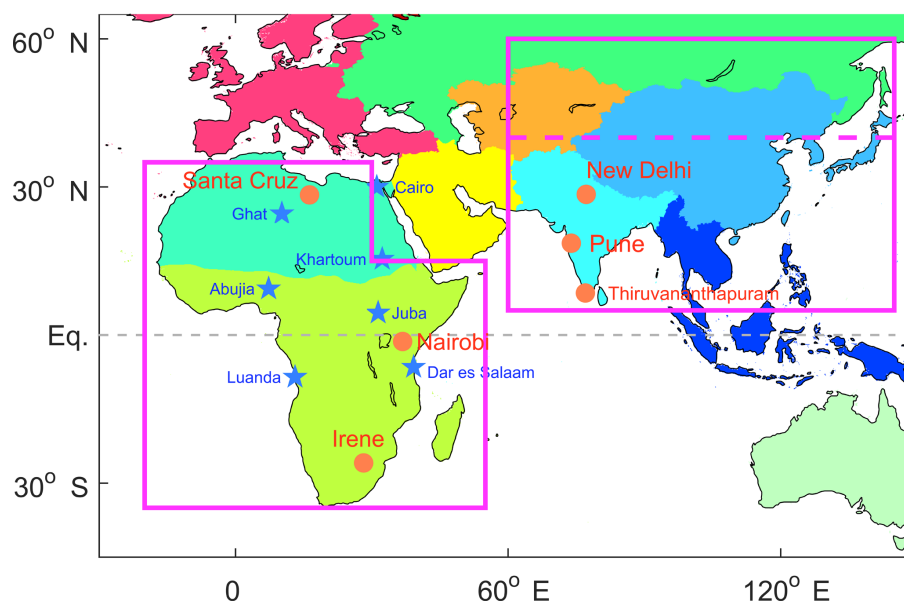 60° N
New Delhi
Santa Cruz
30° N
Cairo
Ghat
Pune
Khartoum
Abujia
Thiruvananthapuram
Juba
Eq.
Nairobi
Luanda
Dar es Salaam
Irene
30° S
0
60° E
120° E